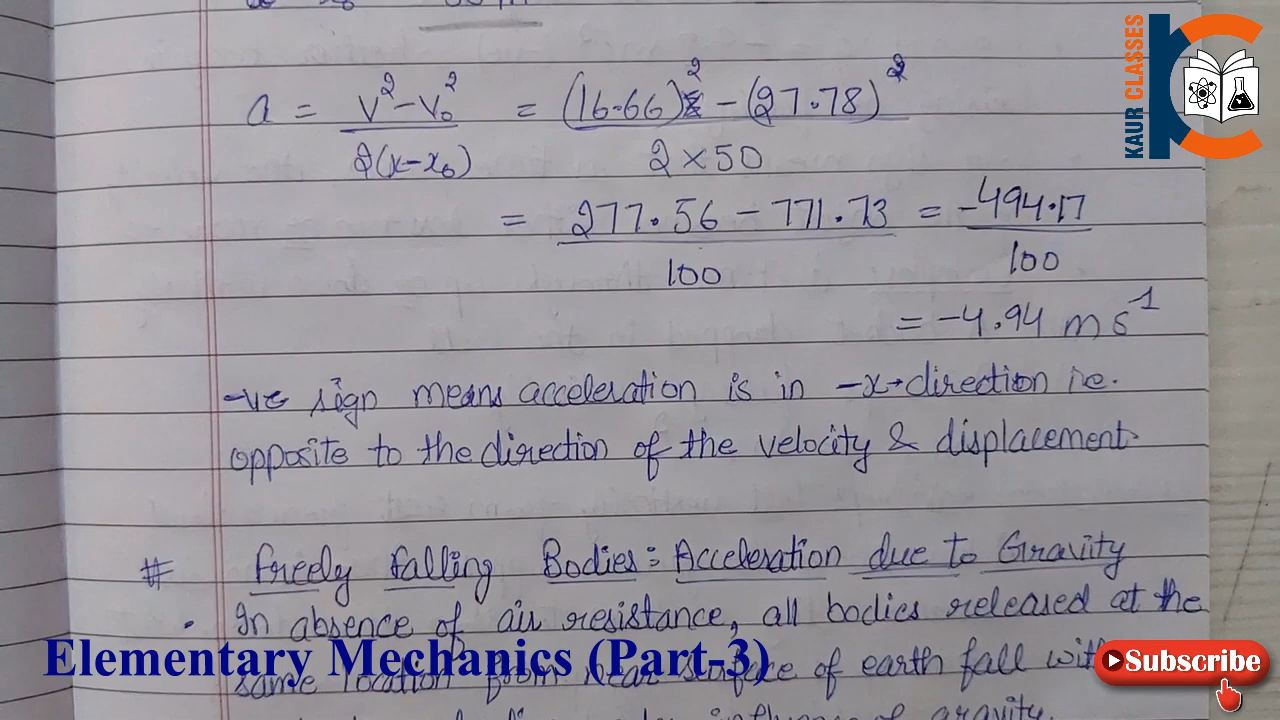 a = v² - v₀² / 2(x - x₀) = (16.66)² - (27.78)² / 2 × 50
= 277.56 - 771.73 / 100 = -494.17 / 100
= -4.94 m s⁻¹
-ve sign means acceleration is in -x-direction i.e.
opposite to the direction of the velocity & displacement.
# Freely falling Bodies: Acceleration due to Gravity
• In absence of air resistance, all bodies released at the
same location from near surface of earth fall with
influence of gravity.
Elementary Mechanics (Part-3)
Subscribe
KAUR CLASSES